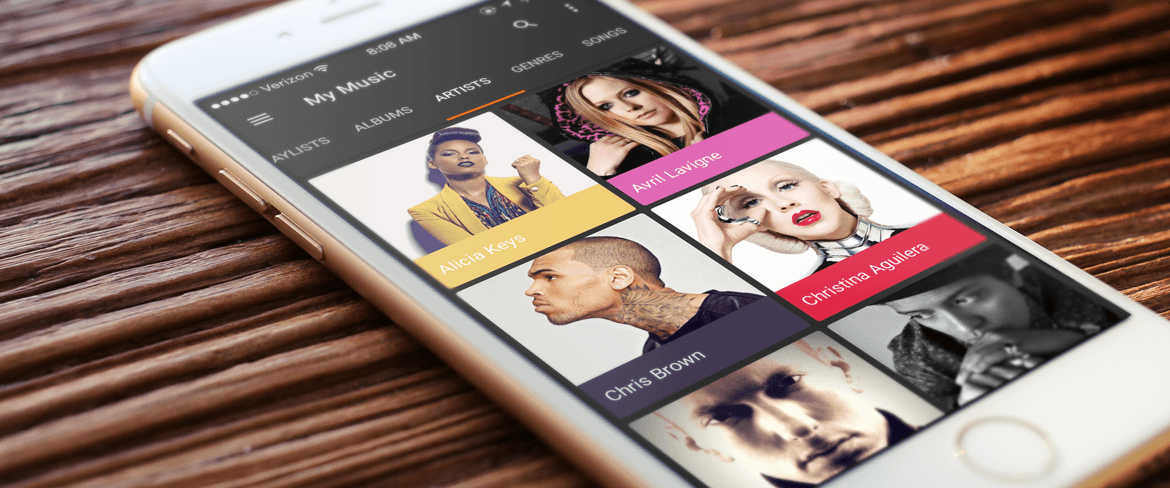 Verizon 8:08 AM
My Music
AYLISTS ALBUMS ARTISTS GENRES SONGS
Alicia Keys
Avril Lavigne
Chris Brown
Christina Aguilera